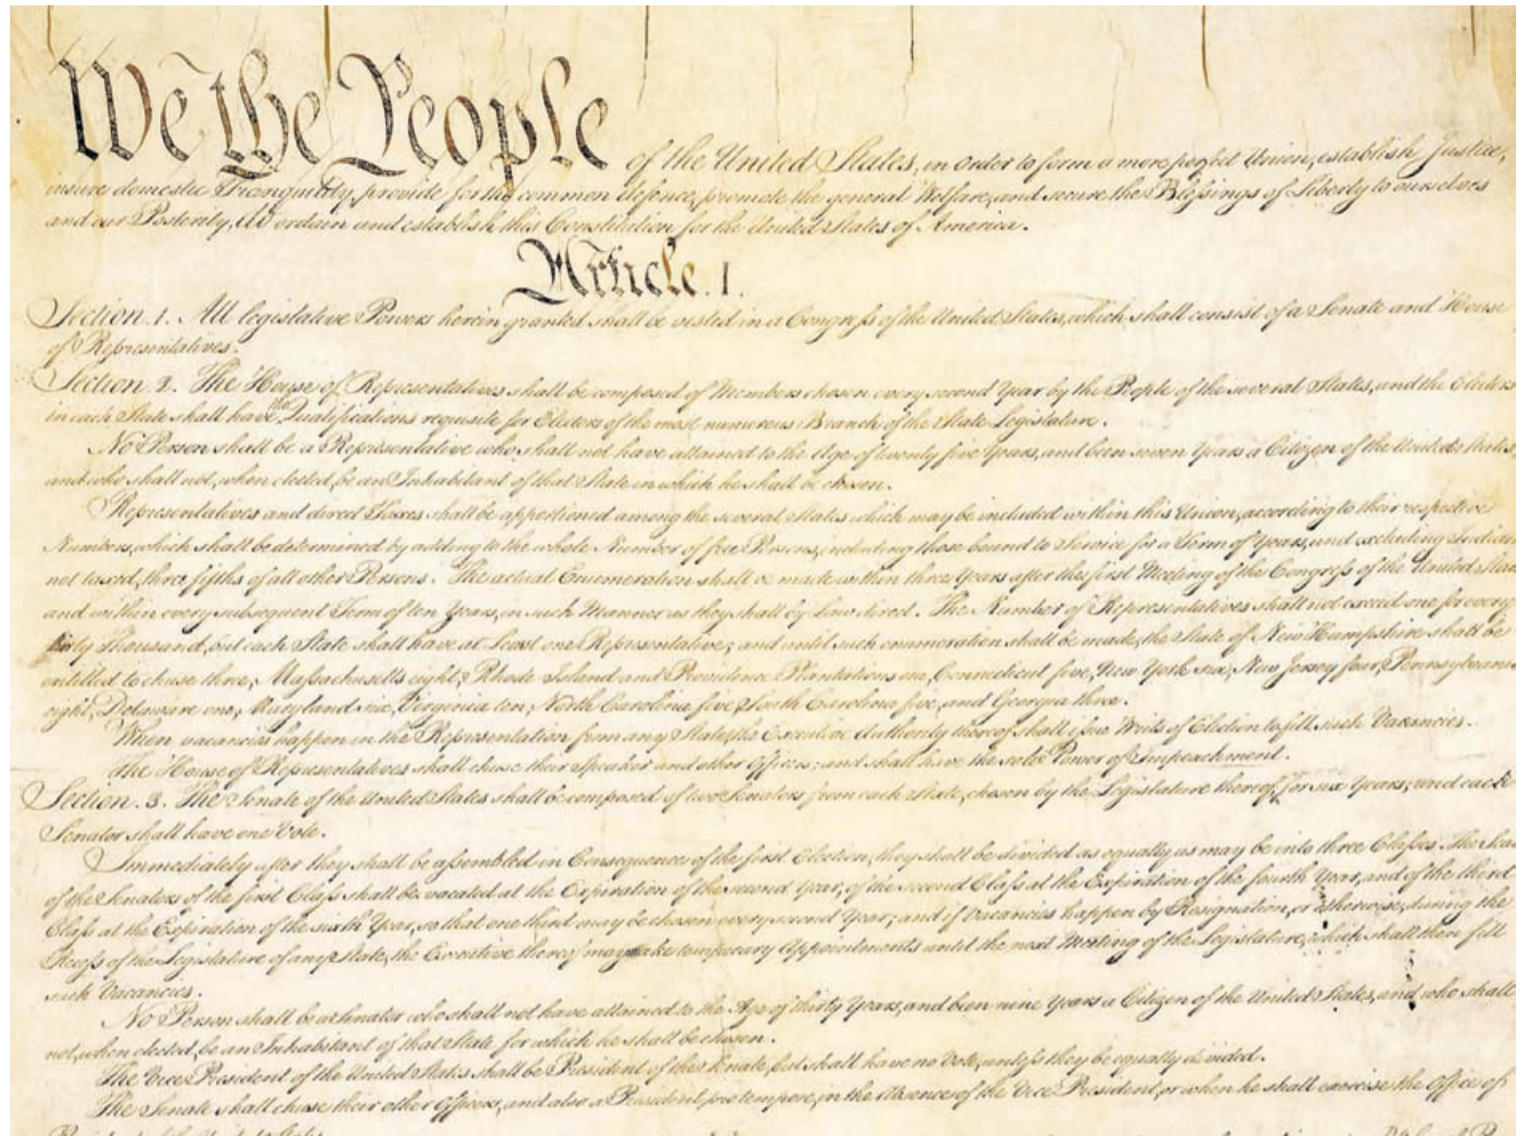 We the People of the United States, in Order to form a more perfect Union, establish Justice,
insure domestic Tranquility, provide for the common defence, promote the general Welfare, and secure the Blessings of Liberty to ourselves
and our Posterity, do ordain and establish this Constitution for the United States of America.
Article. I.
Section. 1. All legislative Powers herein granted shall be vested in a Congress of the United States, which shall consist of a Senate and House
of Representatives.
Section. 2. The House of Representatives shall be composed of Members chosen every second Year by the People of the several States, and the Electors
in each State shall have the Qualifications requisite for Electors of the most numerous Branch of the State Legislature.
No Person shall be a Representative who shall not have attained to the Age of twenty five Years, and been seven Years a Citizen of the United States,
and who shall not, when elected, be an Inhabitant of that State in which he shall be chosen.
Representatives and direct Taxes shall be apportioned among the several States which may be included within this Union, according to their respective
Numbers, which shall be determined by adding to the whole Number of free Persons, including those bound to Service for a Term of Years, and excluding Indians
not taxed, three fifths of all other Persons. The actual Enumeration shall be made within three Years after the first Meeting of the Congress of the United States,
and within every subsequent Term of ten Years, in such Manner as they shall by Law direct. The Number of Representatives shall not exceed one for every
thirty Thousand, but each State shall have at Least one Representative; and until such enumeration shall be made, the State of New Hampshire shall be
entitled to chuse three, Massachusetts eight, Rhode Island and Providence Plantations one, Connecticut five, New York six, New Jersey four, Pennsylvania
eight, Delaware one, Maryland six, Virginia ten, North Carolina five, South Carolina five, and Georgia three.
When vacancies happen in the Representation from any State, the Executive Authority thereof shall issue Writs of Election to fill such Vacancies.
The House of Representatives shall chuse their Speaker and other Officers; and shall have the sole Power of Impeachment.
Section. 3. The Senate of the United States shall be composed of two Senators from each State, chosen by the Legislature thereof, for six Years; and each
Senator shall have one Vote.
Immediately after they shall be assembled in Consequence of the first Election, they shall be divided as equally as may be into three Classes. The Seats
of the Senators of the first Class shall be vacated at the Expiration of the second Year, of the second Class at the Expiration of the fourth Year, and of the third
Class at the Expiration of the sixth Year, so that one third may be chosen every second Year; and if Vacancies happen by Resignation, or otherwise, during the
Recess of the Legislature of any State, the Executive thereof may make temporary Appointments until the next Meeting of the Legislature, which shall then fill
such Vacancies.
No Person shall be a Senator who shall not have attained to the Age of thirty Years, and been nine Years a Citizen of the United States, and who shall
not, when elected, be an Inhabitant of that State for which he shall be chosen.
The Vice President of the United States shall be President of the Senate, but shall have no Vote, unless they be equally divided.
The Senate shall chuse their other Officers, and also a President pro tempore, in the Absence of the Vice President, or when he shall exercise the Office of